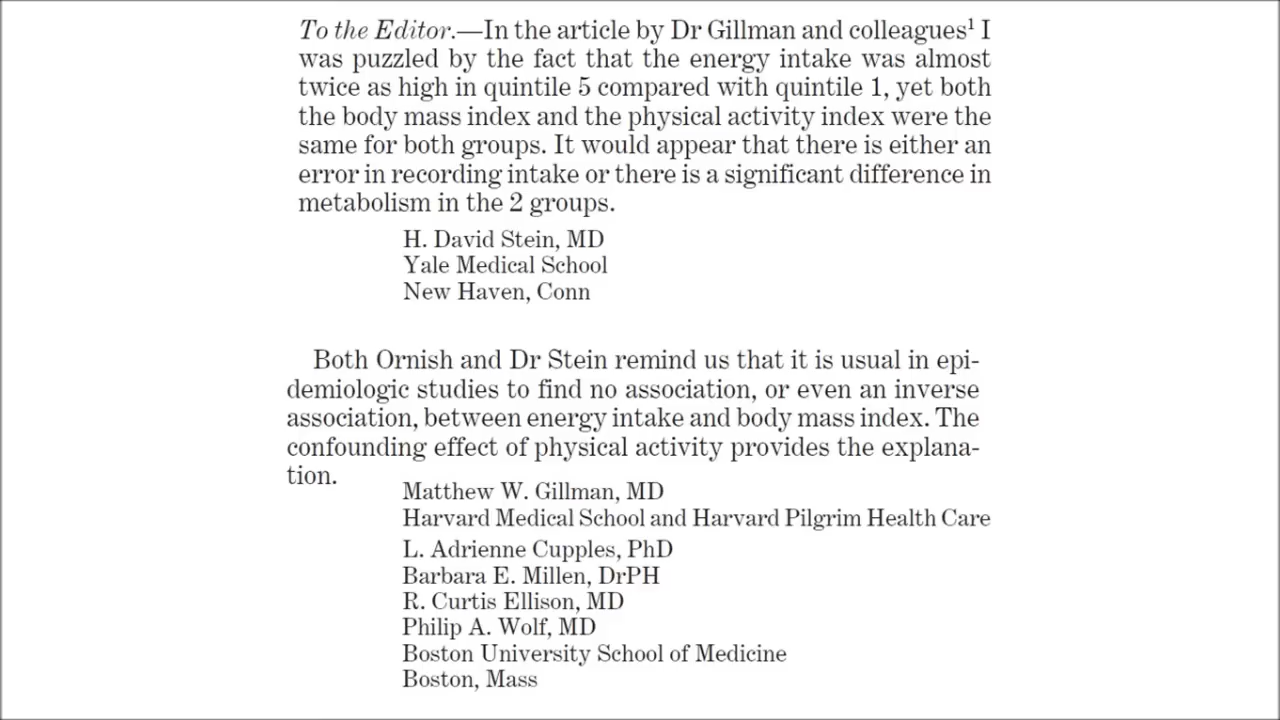 To the Editor.—In the article by Dr Gillman and colleagues¹ I
was puzzled by the fact that the energy intake was almost
twice as high in quintile 5 compared with quintile 1, yet both
the body mass index and the physical activity index were the
same for both groups. It would appear that there is either an
error in recording intake or there is a significant difference in
metabolism in the 2 groups.
H. David Stein, MD
Yale Medical School
New Haven, Conn
Both Ornish and Dr Stein remind us that it is usual in epi-
demiologic studies to find no association, or even an inverse
association, between energy intake and body mass index. The
confounding effect of physical activity provides the explana-
tion.
Matthew W. Gillman, MD
Harvard Medical School and Harvard Pilgrim Health Care
L. Adrienne Cupples, PhD
Barbara E. Millen, DrPH
R. Curtis Ellison, MD
Philip A. Wolf, MD
Boston University School of Medicine
Boston, Mass